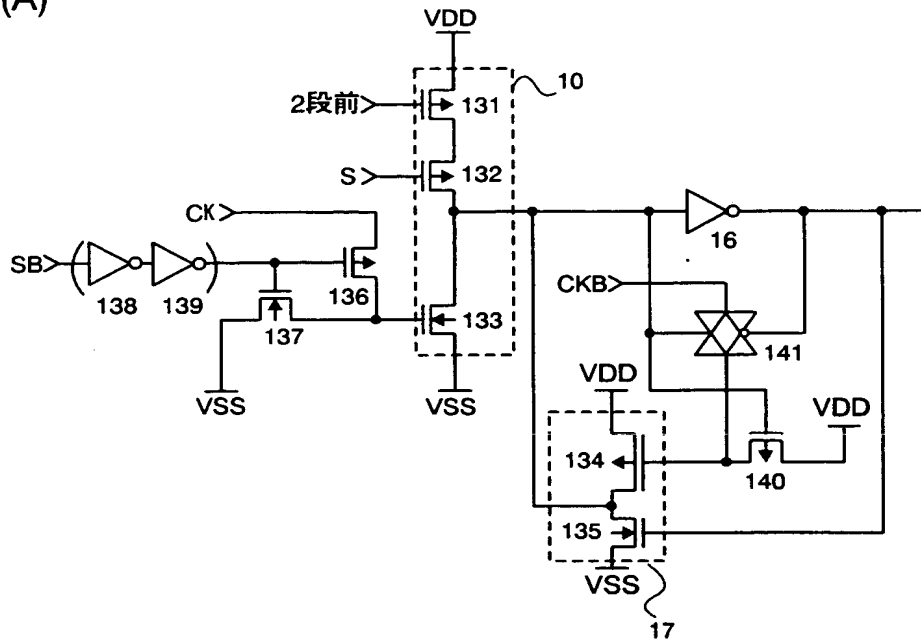 (A)
VDD
10
2段前
131
S
132
CK
16
SB
138
139
136
CKB
133
137
141
VSS
VSS
VDD
VDD
134
140
135
VSS
17